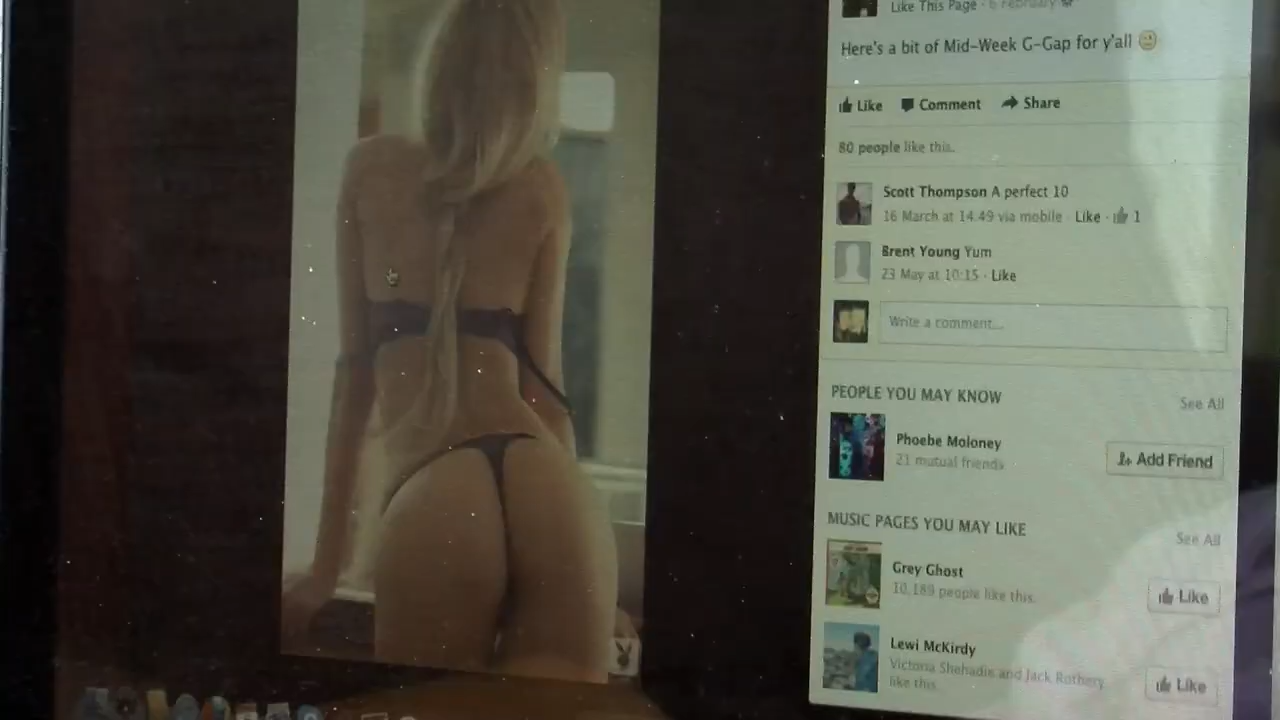 Like This Page · 6 February
Here's a bit of Mid-Week G-Gap for y'all
Like Comment Share
80 people like this.
Scott Thompson A perfect 10
16 March at 14:49 via mobile · Like · 1
Brent Young Yum
23 May at 10:15 · Like
Write a comment...
PEOPLE YOU MAY KNOW
See All
Phoebe Moloney
21 mutual friends
Add Friend
MUSIC PAGES YOU MAY LIKE
See All
Grey Ghost
10,189 people like this.
Like
Lewi McKirdy
Victoria Shehadie and Jack Rothery
like this.
Like